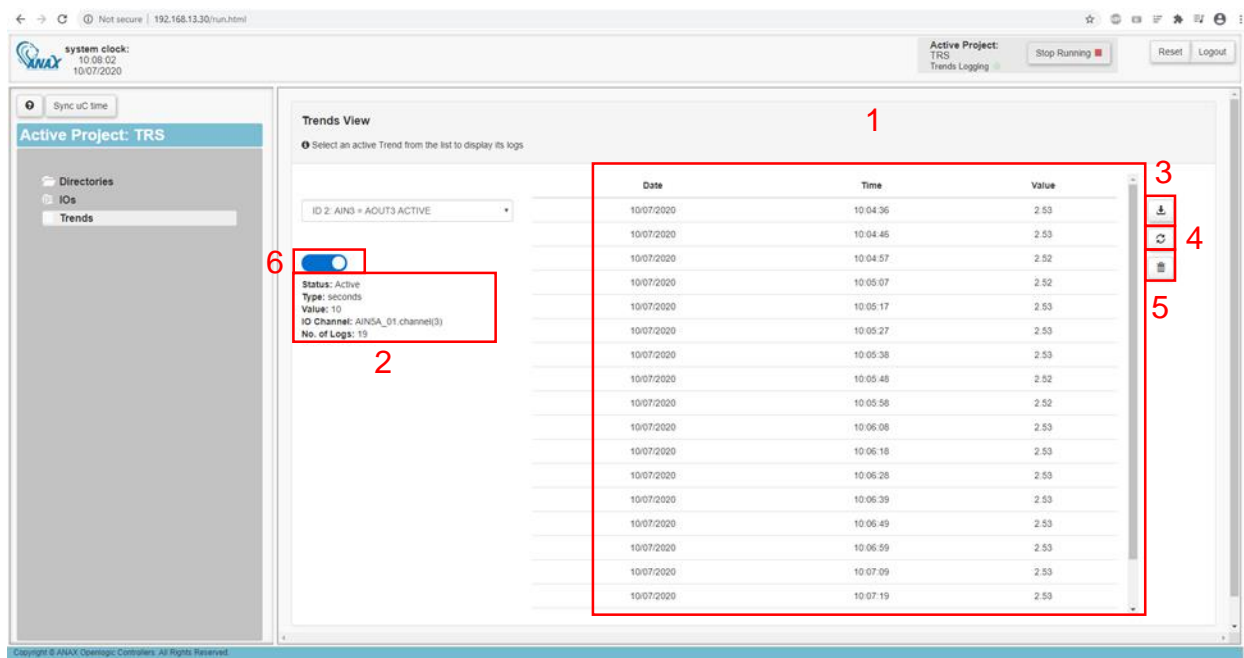 Not secure | 192.168.13.30/run.html
ANAX
system clock:
10:08:02
10/07/2020
Active Project:
TRS
Trends Logging
Stop Running
Reset Logout
Sync uC time
Active Project: TRS
Directories
IOs
Trends
Trends View
Select an active Trend from the list to display its logs
1
ID 2: AIN3 = AOUT3 ACTIVE
6
Status: Active
Type: seconds
Value: 10
IO Channel: AIN5A_01.channel(3)
No. of Logs: 19
2
Date Time Value
10/07/2020 10:04:36 2.53
10/07/2020 10:04:46 2.53
10/07/2020 10:04:57 2.52
10/07/2020 10:05:07 2.52
10/07/2020 10:05:17 2.53
10/07/2020 10:05:27 2.53
10/07/2020 10:05:38 2.53
10/07/2020 10:05:48 2.52
10/07/2020 10:05:58 2.52
10/07/2020 10:06:08 2.53
10/07/2020 10:06:18 2.53
10/07/2020 10:06:28 2.53
10/07/2020 10:06:39 2.53
10/07/2020 10:06:49 2.53
10/07/2020 10:06:59 2.53
10/07/2020 10:07:09 2.53
10/07/2020 10:07:19 2.53
3
4
5
Copyright © ANAX Openlogic Controllers. All Rights Reserved.